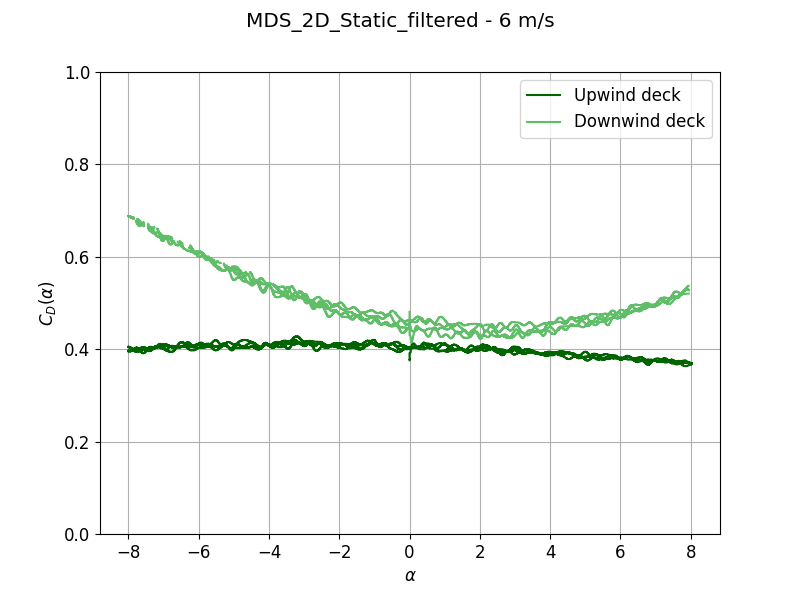 MDS_2D_Static_filtered - 6 m/s
Upwind deck
Downwind deck
1.0
0.8
0.6
0.4
0.2
0.0
C_D(α)
−8 −6 −4 −2 0 2 4 6 8
α